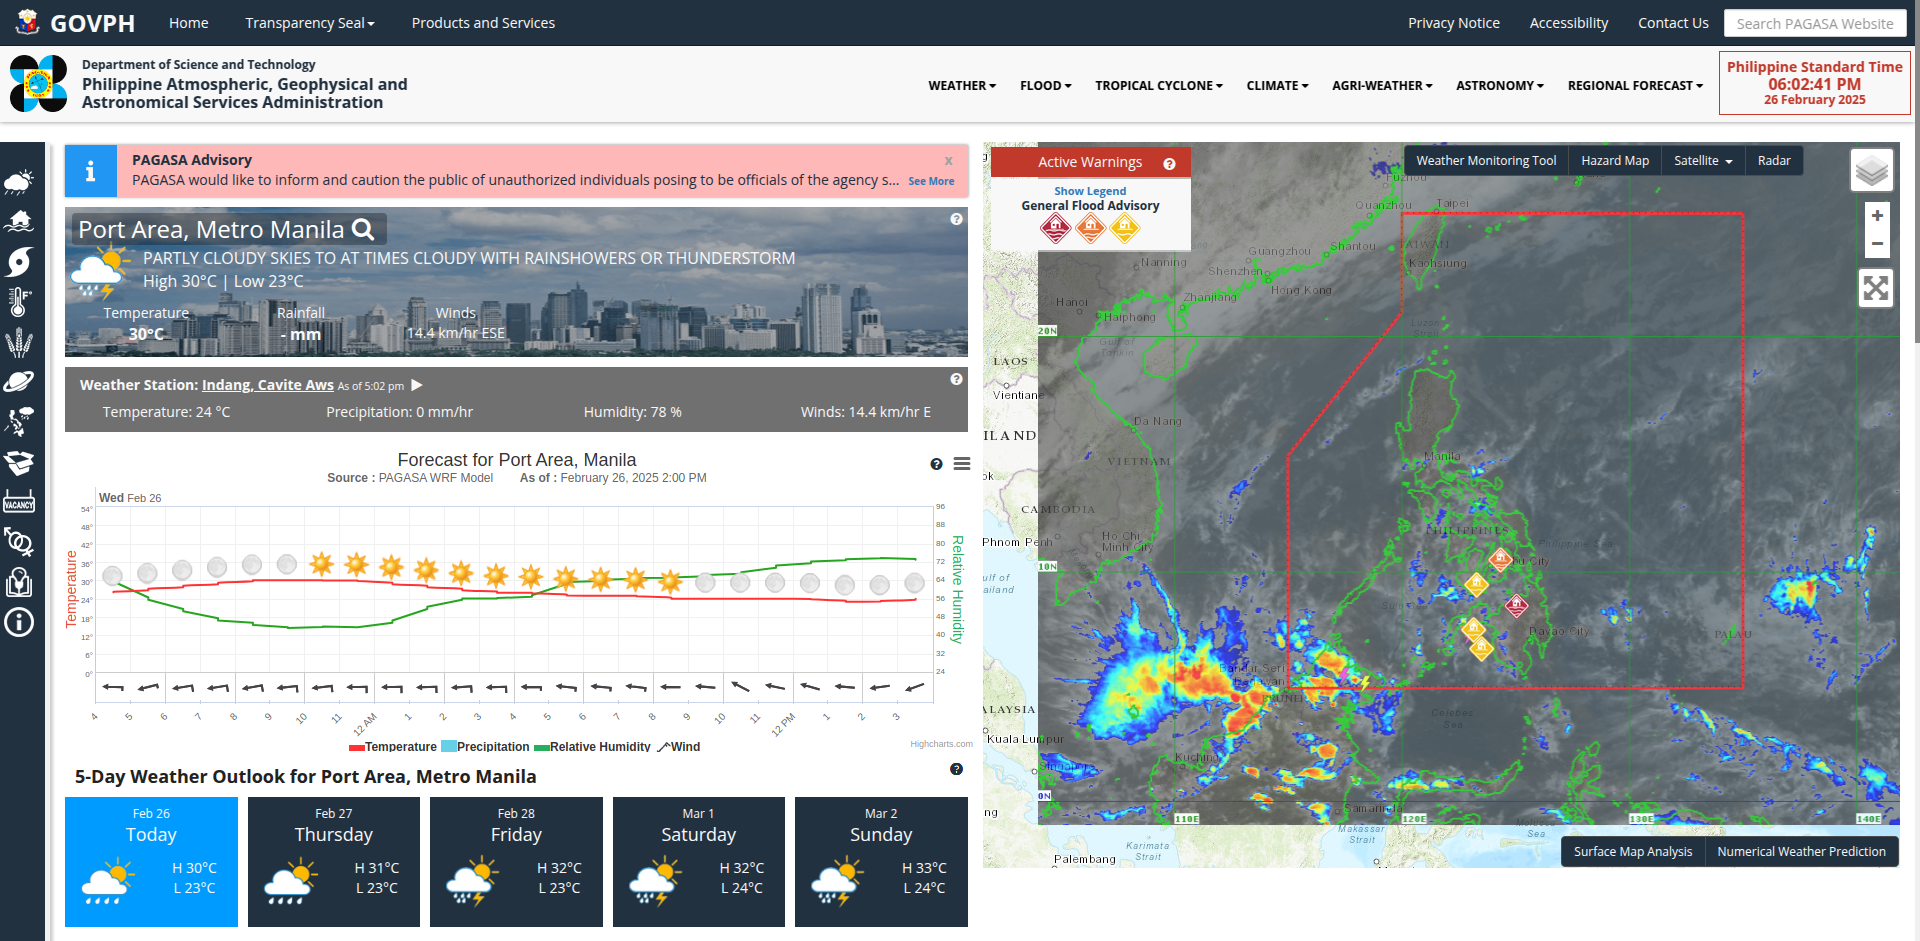 GOVPH
Home
Transparency Seal
Products and Services
Privacy Notice
Accessibility
Contact Us
Search PAGASA Website
Department of Science and Technology
Philippine Atmospheric, Geophysical and
Astronomical Services Administration
WEATHER
FLOOD
TROPICAL CYCLONE
CLIMATE
AGRI-WEATHER
ASTRONOMY
REGIONAL FORECAST
Philippine Standard Time
06:02:41 PM
26 February 2025
VACANCY
PAGASA Advisory
x
PAGASA would like to inform and caution the public of unauthorized individuals posing to be officials of the agency s... See More
Port Area, Metro Manila
PARTLY CLOUDY SKIES TO AT TIMES CLOUDY WITH RAINSHOWERS OR THUNDERSTORM
High 30°C | Low 23°C
Temperature Rainfall Winds
30°C - mm 14.4 km/hr ESE
Weather Station: Indang, Cavite Aws As of 5:02 pm
Temperature: 24 °C Precipitation: 0 mm/hr Humidity: 78 % Winds: 14.4 km/hr E
Forecast for Port Area, Manila
Source : PAGASA WRF Model As of : February 26, 2025 2:00 PM
Wed Feb 26
Temperature
54°
48°
42°
36°
30°
24°
18°
12°
6°
0°
96
88
80
72
64
56
48
40
32
24
Relative Humidity
4 5 6 7 8 9 10 11 12 AM 1 2 3 4 5 6 7 8 9 10 11 12 PM 1 2 3
Temperature Precipitation Relative Humidity Wind
Highcharts.com
5-Day Weather Outlook for Port Area, Metro Manila
Feb 26
Today
H 30°C
L 23°C
Feb 27
Thursday
H 31°C
L 23°C
Feb 28
Friday
H 32°C
L 23°C
Mar 1
Saturday
H 32°C
L 24°C
Mar 2
Sunday
H 33°C
L 24°C
Active Warnings
Show Legend
General Flood Advisory
Weather Monitoring Tool
Hazard Map
Satellite
Radar
+
−
Fuzhou
Quanzhou
Taipei
TAIWAN
Kaohsiung
Guangzhou
Shantou
Nanning
Shenzhen
Hong Kong
Zhanjiang
Hanoi
Haiphong
Gulf of
Tonkin
Luzon
Strait
20N
LAOS
Vientiane
Da Nang
ILAND
VIETNAM
Manila
ok
CAMBODIA
Phnom Penh
Ho Chi
Minh City
PHILIPPINES
Philippine Sea
10N
ulf of
ailand
Davao City
PALAU
Bandar Seri
Begawan
BRUNEI
ALAYSIA
Kuala Lumpur
Celebes
Sea
Kuching
Singapore
0N
ng
Samarinda
110E
120E
130E
140E
Makassar
Strait
Karimata
Strait
Palembang
Sea
Surface Map Analysis
Numerical Weather Prediction